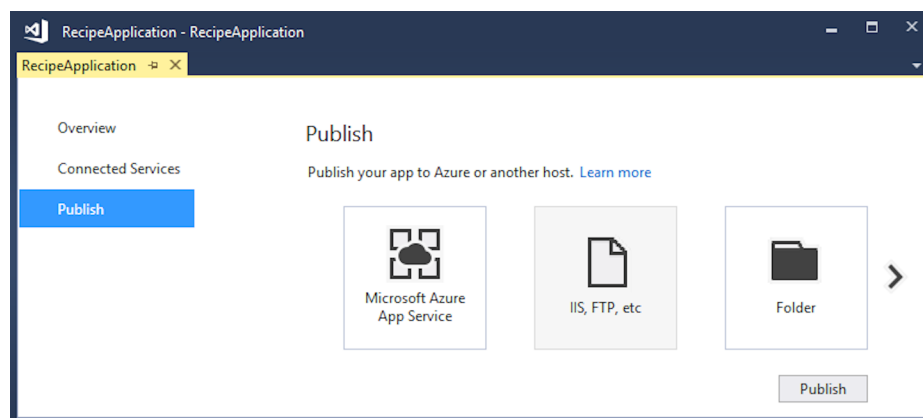 RecipeApplication - RecipeApplication
RecipeApplication
Overview
Connected Services
Publish
Publish
Publish your app to Azure or another host. Learn more
Microsoft Azure
App Service
IIS, FTP, etc
Folder
Publish